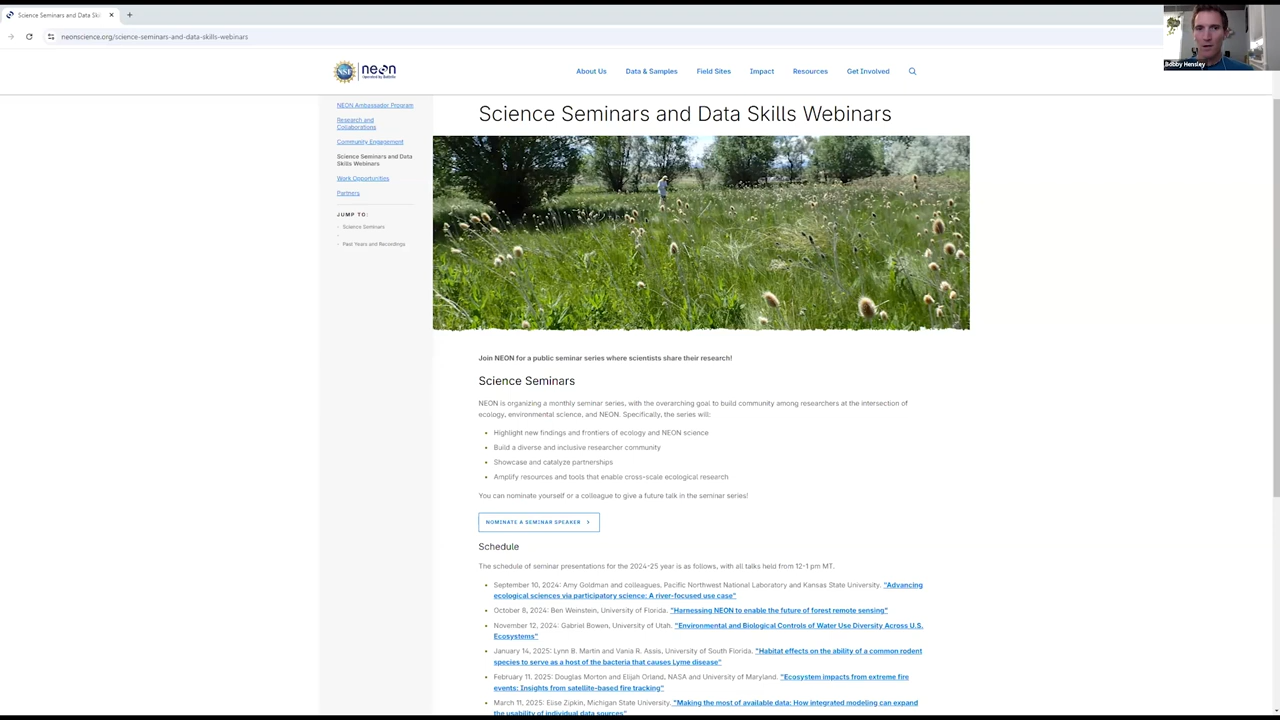 Science Seminars and Data Ski
neonscience.org/science-seminars-and-data-skills-webinars
Bobby Hensley
NSF
neon
Operated by Battelle
About Us
Data & Samples
Field Sites
Impact
Resources
Get Involved
NEON Ambassador Program
Research and
Collaborations
Community Engagement
Science Seminars and Data
Skills Webinars
Work Opportunities
Partners
JUMP TO:
- Science Seminars
-
- Past Years and Recordings
Science Seminars and Data Skills Webinars
Join NEON for a public seminar series where scientists share their research!
Science Seminars
NEON is organizing a monthly seminar series, with the overarching goal to build community among researchers at the intersection of
ecology, environmental science, and NEON. Specifically, the series will:
• Highlight new findings and frontiers of ecology and NEON science
• Build a diverse and inclusive researcher community
• Showcase and catalyze partnerships
• Amplify resources and tools that enable cross-scale ecological research
You can nominate yourself or a colleague to give a future talk in the seminar series!
NOMINATE A SEMINAR SPEAKER
Schedule
The schedule of seminar presentations for the 2024-25 year is as follows, with all talks held from 12-1 pm MT.
• September 10, 2024: Amy Goldman and colleagues, Pacific Northwest National Laboratory and Kansas State University. "Advancing
ecological sciences via participatory science: A river-focused use case"
• October 8, 2024: Ben Weinstein, University of Florida. "Harnessing NEON to enable the future of forest remote sensing"
• November 12, 2024: Gabriel Bowen, University of Utah. "Environmental and Biological Controls of Water Use Diversity Across U.S.
Ecosystems"
• January 14, 2025: Lynn B. Martin and Vania R. Assis, University of South Florida. "Habitat effects on the ability of a common rodent
species to serve as a host of the bacteria that causes Lyme disease"
• February 11, 2025: Douglas Morton and Elijah Orland, NASA and University of Maryland. "Ecosystem impacts from extreme fire
events: Insights from satellite-based fire tracking"
• March 11, 2025: Elise Zipkin, Michigan State University. "Making the most of available data: How integrated modeling can expand
the usability of individual data sources"